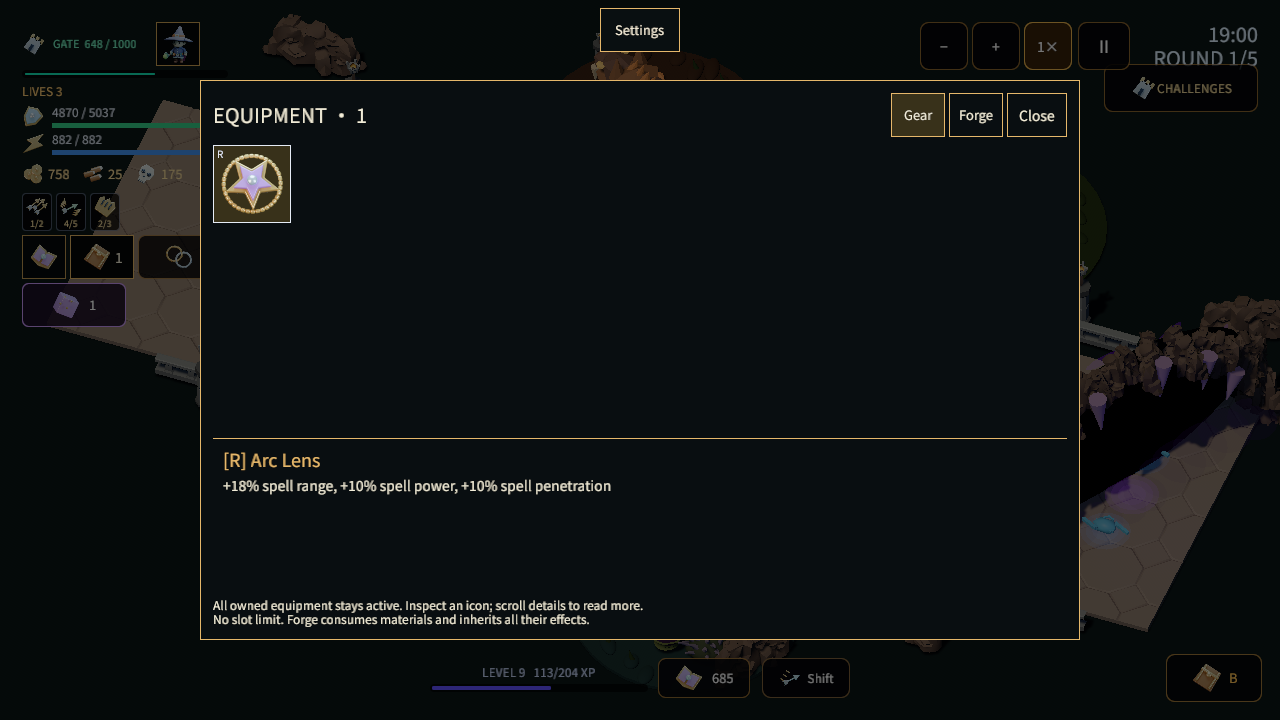 Settings
GATE 648 / 1000
− + 1×
19:00
ROUND 1/5
CHALLENGES
LIVES 3
4870 / 5037
882 / 882
758 25 175
1/2 4/5 2/3
1
1
EQUIPMENT • 1
Gear Forge Close
R
[R] Arc Lens
+18% spell range, +10% spell power, +10% spell penetration
All owned equipment stays active. Inspect an icon; scroll details to read more.
No slot limit. Forge consumes materials and inherits all their effects.
LEVEL 9 113/204 XP
685
Shift
B